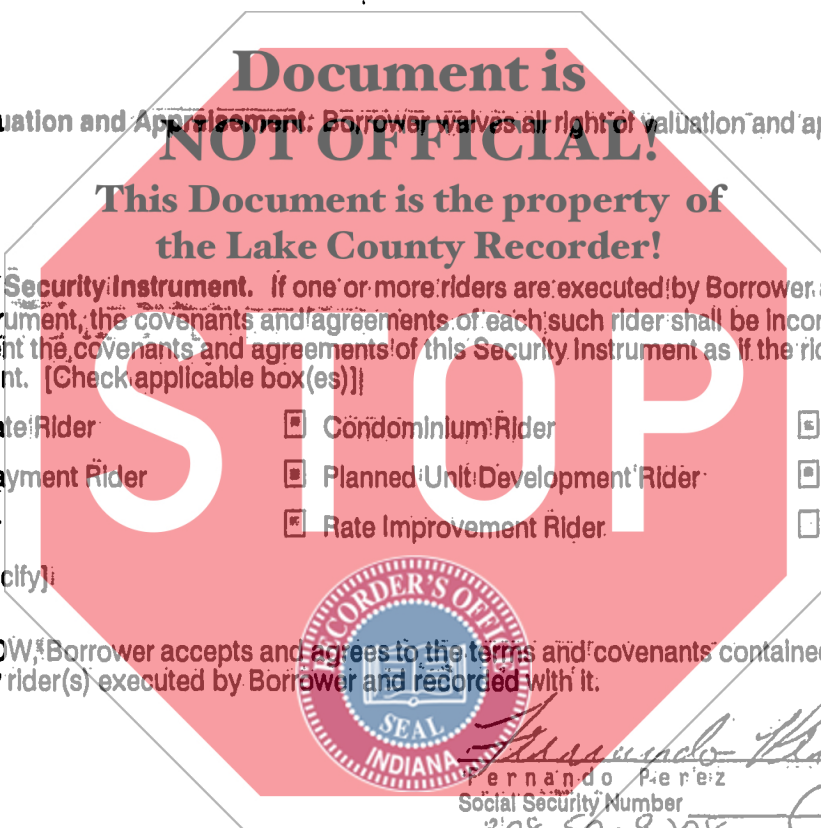 Document is
uation and Appraisement. Borrower waives all right of valuation and ap
NOT OFFICIAL!
This Document is the property of
the Lake County Recorder!
Security Instrument. If one or more riders are executed by Borrower
ument, the covenants and agreements of each such rider shall be incor
nt the covenants and agreements of this Security Instrument as if the ri
nt. [Check applicable box(es)]
ate Rider Condominium Rider
ayment Rider Planned Unit Development Rider
Rate Improvement Rider
cify]
STOP
OW, Borrower accepts and agrees to the terms and covenants contained
rider(s) executed by Borrower and recorded with it.
RECORDER'S OFFICE
SEAL
INDIANA
Fernando Perez
Social Security Number